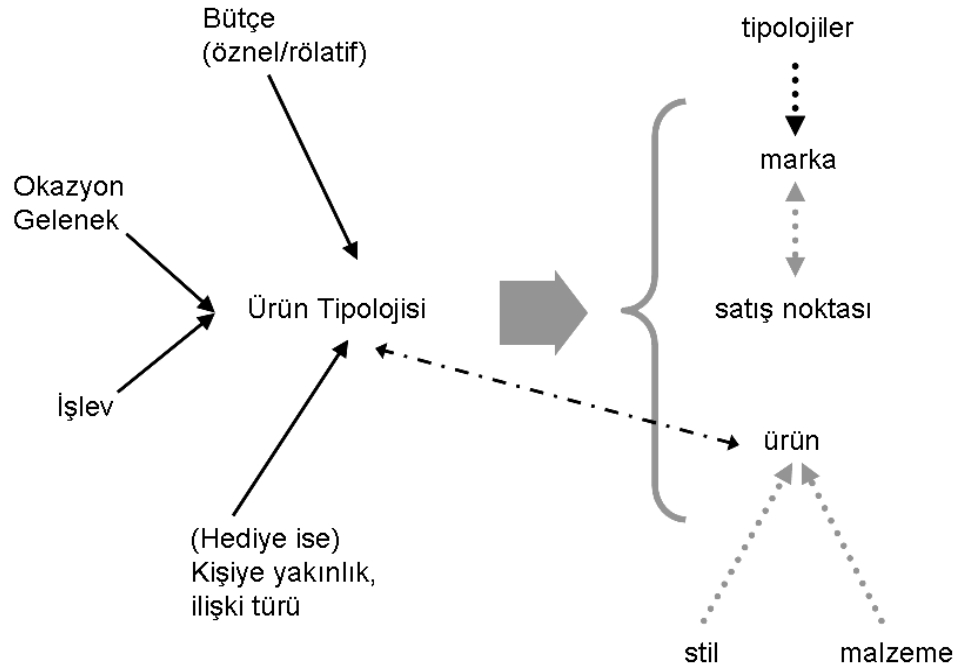 Bütçe
(öznel/rölatif)
tipolojiler
marka
Okazyon
Gelenek
Ürün Tipolojisi
satış noktası
İşlev
ürün
(Hediye ise)
Kişiye yakınlık,
ilişki türü
stil
malzeme